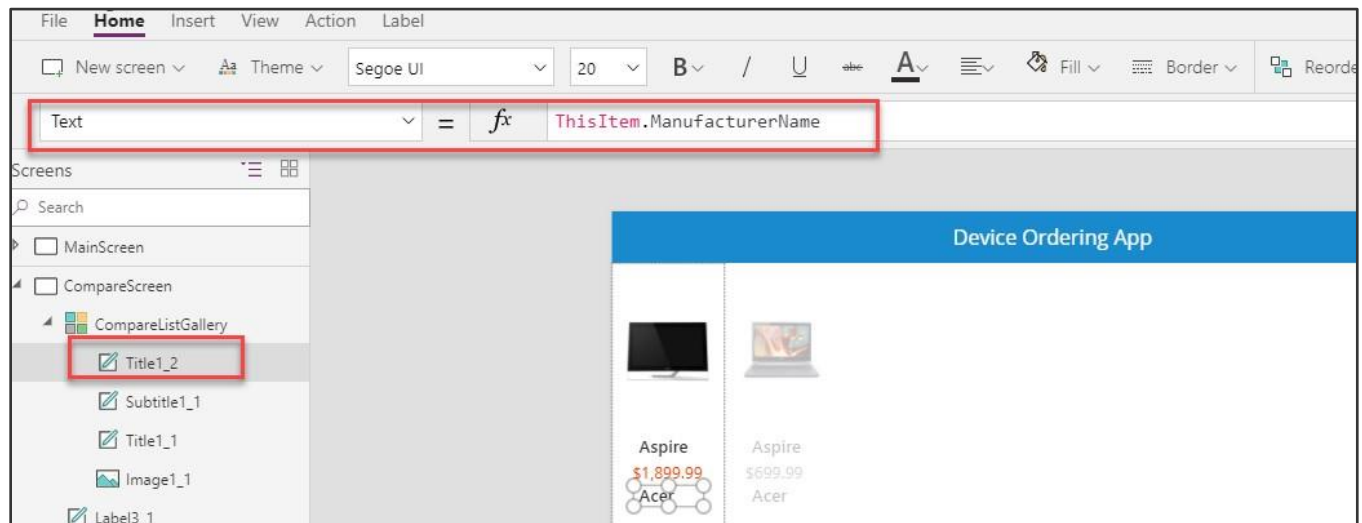 File Home Insert View Action Label
New screen Aa Theme Segoe UI 20 B / U abc A Fill Border Reorde
Text = fx ThisItem.ManufacturerName
Screens
Search
MainScreen
Device Ordering App
CompareScreen
CompareListGallery
Title1_2
Subtitle1_1
Title1_1
Aspire Aspire
$1,899.99 $699.99
Image1_1
Acer Acer
Label3_1